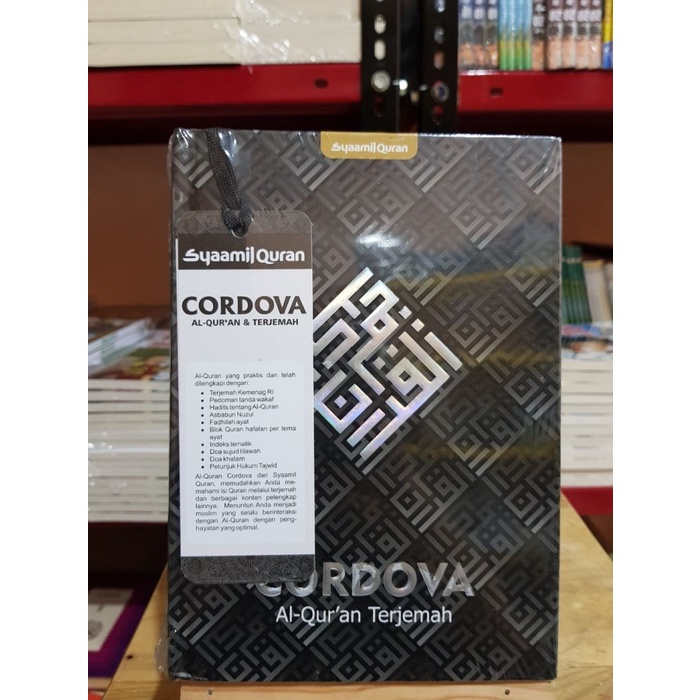 Syaamil Quran
Syaamil Quran
CORDOVA
AL-QUR'AN & TERJEMAH
Al-Quran yang praktis dan telah
dilengkapi dengan:
• Terjemah Kemenag RI
• Pedoman tanda wakaf
• Hadits tentang Al-Quran
• Asbabun Nuzul
• Fadhilah ayat
• Blok Quran hafalan per tema
ayat
• Indeks tematik
• Doa sujud tilawah
• Doa khatam
• Petunjuk Hukum Tajwid
Al-Quran Cordova dari Syaamil
Quran, memudahkan Anda me-
mahami isi Quran melalui terjemah
dan berbagai konten pelengkap
lainnya. Menuntun Anda menjadi
muslim yang selalu berinteraksi
dengan Al-Quran dengan peng-
hayatan yang optimal.
CORDOVA
Al-Qur'an Terjemah